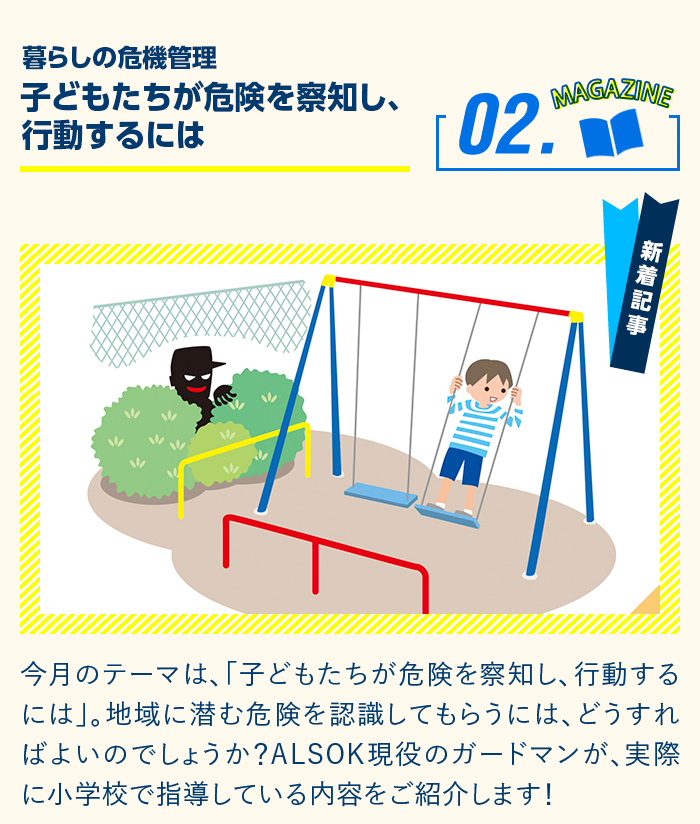 暮らしの危機管理
子どもたちが危険を察知し、
行動するには
02.
MAGAZINE
新着記事
今月のテーマは、「子どもたちが危険を察知し、行動する
には」。地域に潜む危険を認識してもらうには、どうすれ
ばよいのでしょうか？ALSOK現役のガードマンが、実際
に小学校で指導している内容をご紹介します！